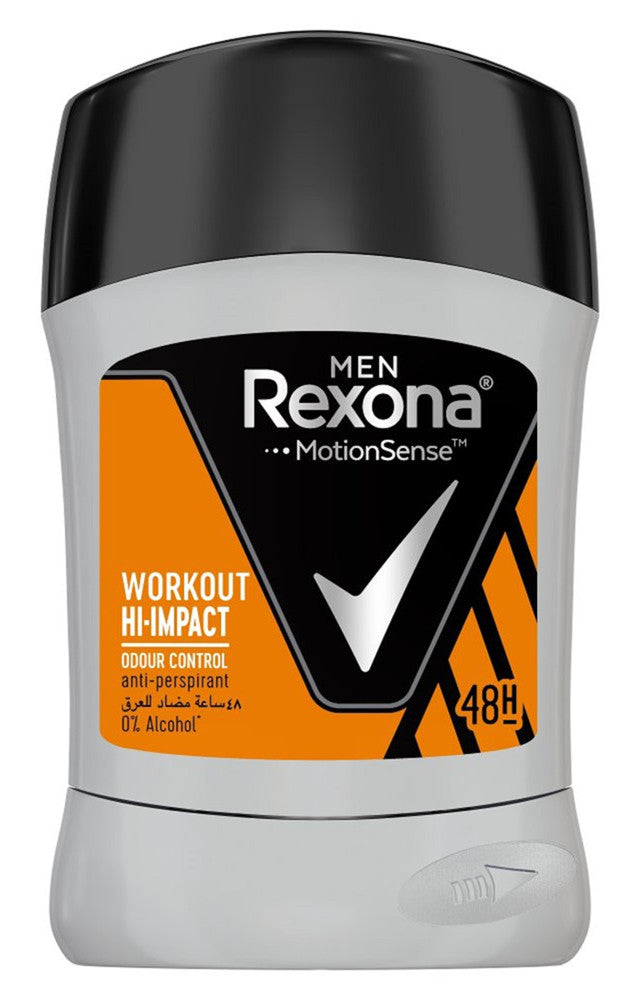 MEN
Rexona®
MotionSense™
WORKOUT
HI-IMPACT
ODOUR CONTROL
anti-perspirant
٤٨ساعة مضاد للعرق
0% Alcohol*
48H